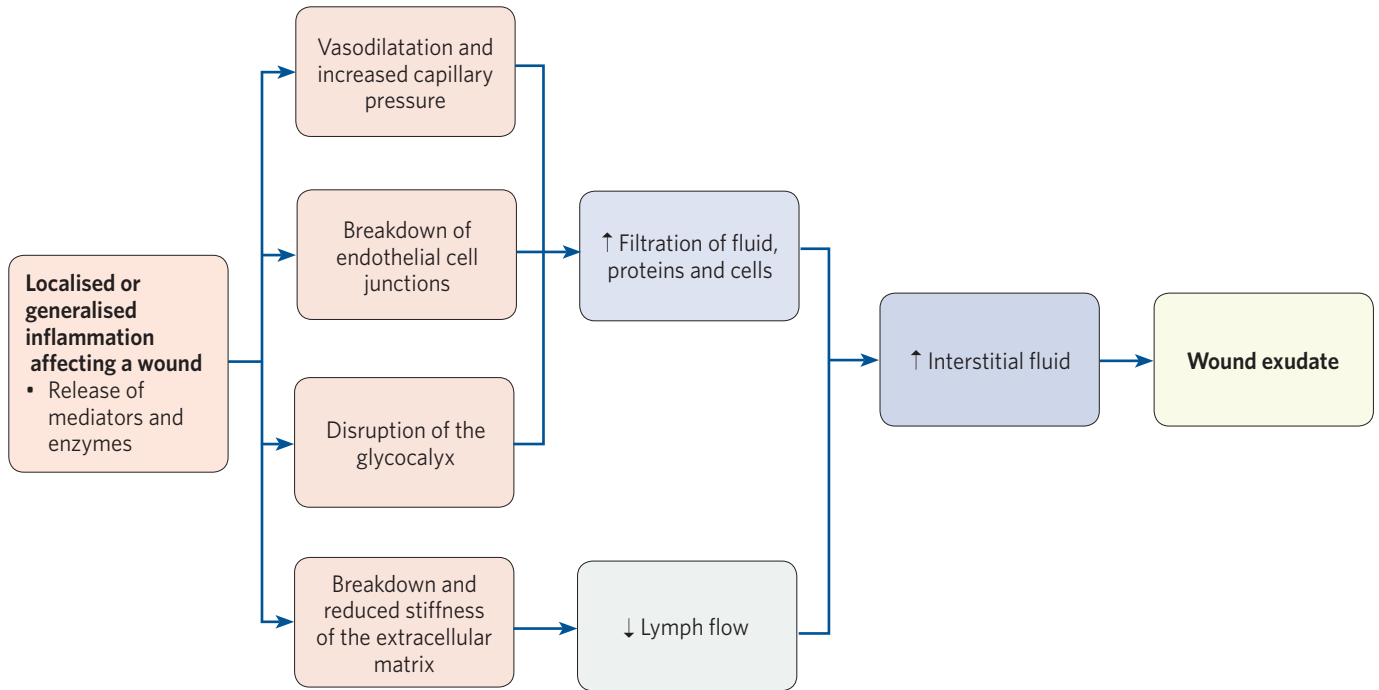 Localised or
generalised
inflammation
affecting a wound
• Release of
mediators and
enzymes
Vasodilatation and
increased capillary
pressure
Breakdown of
endothelial cell
junctions
Disruption of the
glycocalyx
Breakdown and
reduced stiffness
of the extracellular
matrix
↑ Filtration of fluid,
proteins and cells
↓ Lymph flow
↑ Interstitial fluid
Wound exudate